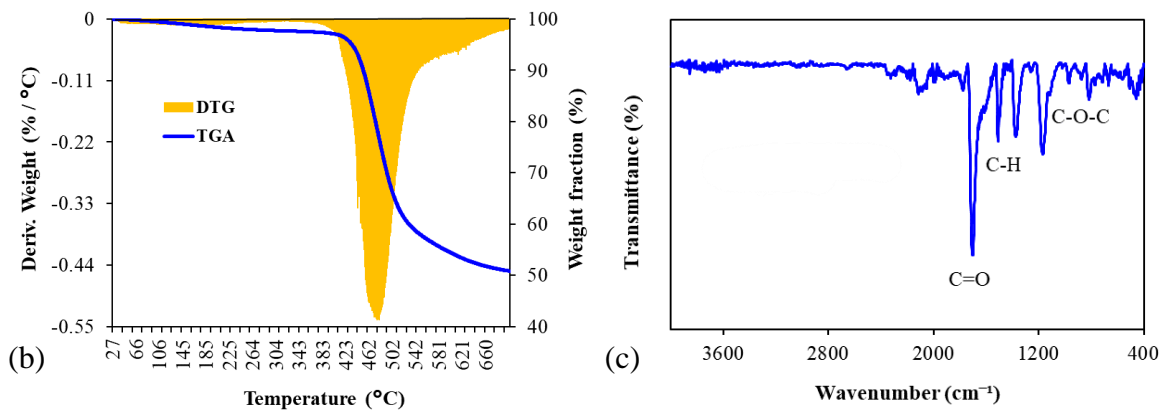 0
-0.11
-0.22
-0.33
-0.44
-0.55
Deriv. Weight (% / °C)
DTG
TGA
100
90
80
70
60
50
40
Weight fraction (%)
27
66
106
145
185
225
264
304
343
383
423
462
502
542
581
621
660
Temperature (°C)
(b)
Transmittance (%)
C=O
C-H
C-O-C
3600
2800
2000
1200
400
Wavenumber (cm⁻¹)
(c)